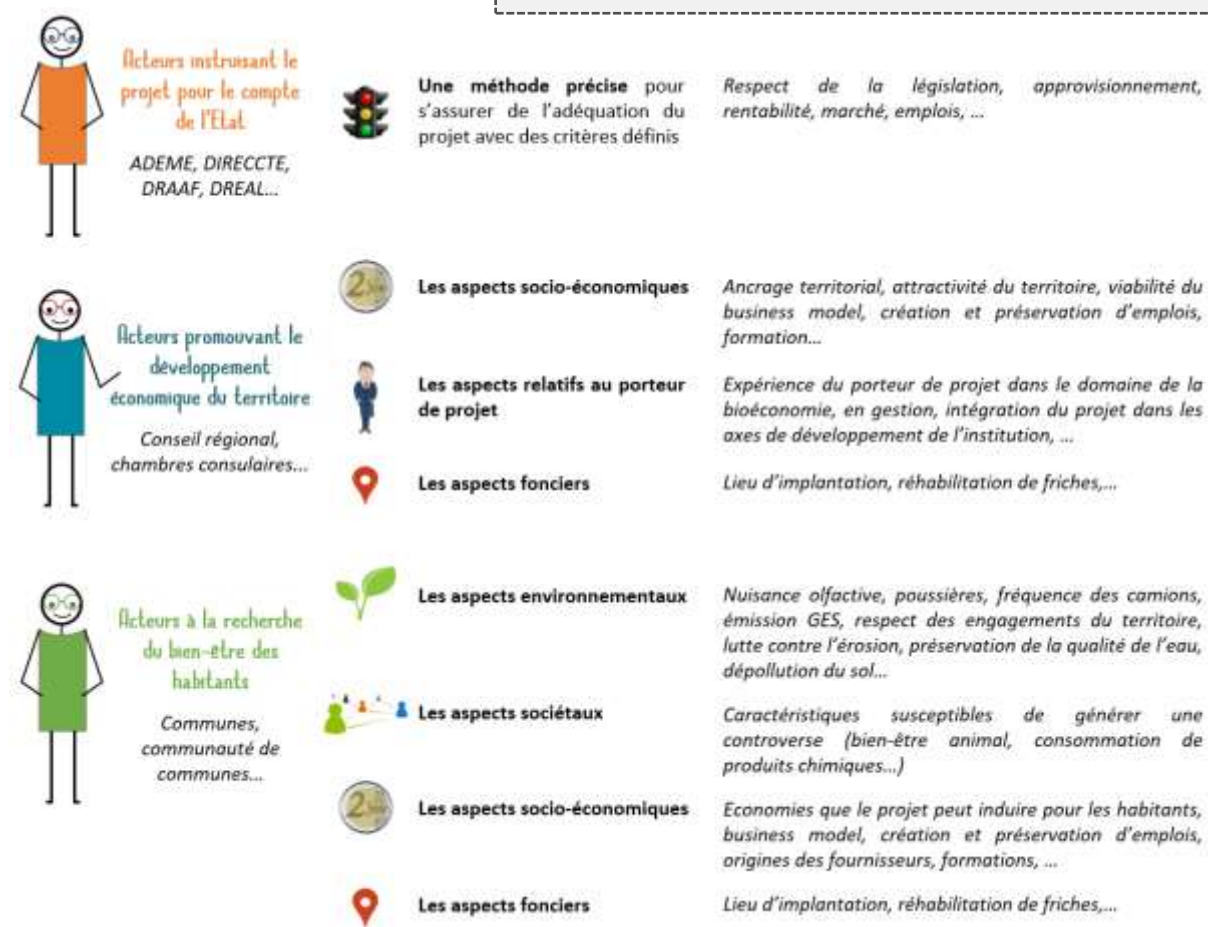 Acteurs instruisant le
projet pour le compte
de l'Etat
ADEME, DIRECCTE,
DRAAF, DREAL...
Une méthode précise pour
s'assurer de l'adéquation du
projet avec des critères définis
Respect de la législation, approvisionnement,
rentabilité, marché, emplois, ...
Acteurs promouvant le
développement
économique du territoire
Conseil régional,
chambres consulaires...
2
Les aspects socio-économiques
Ancrage territorial, attractivité du territoire, viabilité du
business model, création et préservation d'emplois,
formation...
Les aspects relatifs au porteur
de projet
Expérience du porteur de projet dans le domaine de la
bioéconomie, en gestion, intégration du projet dans les
axes de développement de l'institution, ...
Les aspects fonciers
Lieu d'implantation, réhabilitation de friches,...
Acteurs à la recherche
du bien-être des
habitants
Communes,
communauté de
communes...
Les aspects environnementaux
Nuisance olfactive, poussières, fréquence des camions,
émission GES, respect des engagements du territoire,
lutte contre l'érosion, préservation de la qualité de l'eau,
dépollution du sol...
Les aspects sociétaux
Caractéristiques susceptibles de générer une
controverse (bien-être animal, consommation de
produits chimiques...)
2
Les aspects socio-économiques
Economies que le projet peut induire pour les habitants,
business model, création et préservation d'emplois,
origines des fournisseurs, formations, ...
Les aspects fonciers
Lieu d'implantation, réhabilitation de friches,...